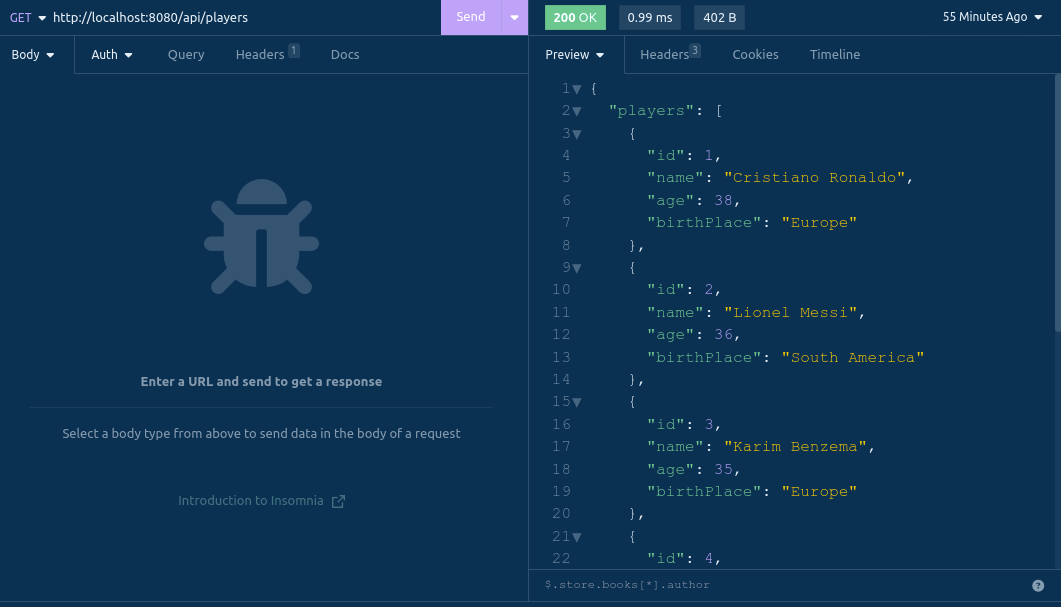 GET http://localhost:8080/api/players Send 200 OK 0.99 ms 402 B 55 Minutes Ago
Body Auth Query Headers 1 Docs
Enter a URL and send to get a response
Select a body type from above to send data in the body of a request
Introduction to Insomnia
Preview Headers 3 Cookies Timeline
1 {
2 "players": [
3 {
4 "id": 1,
5 "name": "Cristiano Ronaldo",
6 "age": 38,
7 "birthPlace": "Europe"
8 },
9 {
10 "id": 2,
11 "name": "Lionel Messi",
12 "age": 36,
13 "birthPlace": "South America"
14 },
15 {
16 "id": 3,
17 "name": "Karim Benzema",
18 "age": 35,
19 "birthPlace": "Europe"
20 },
21 {
22 "id": 4,
$.store.books[*].author ?